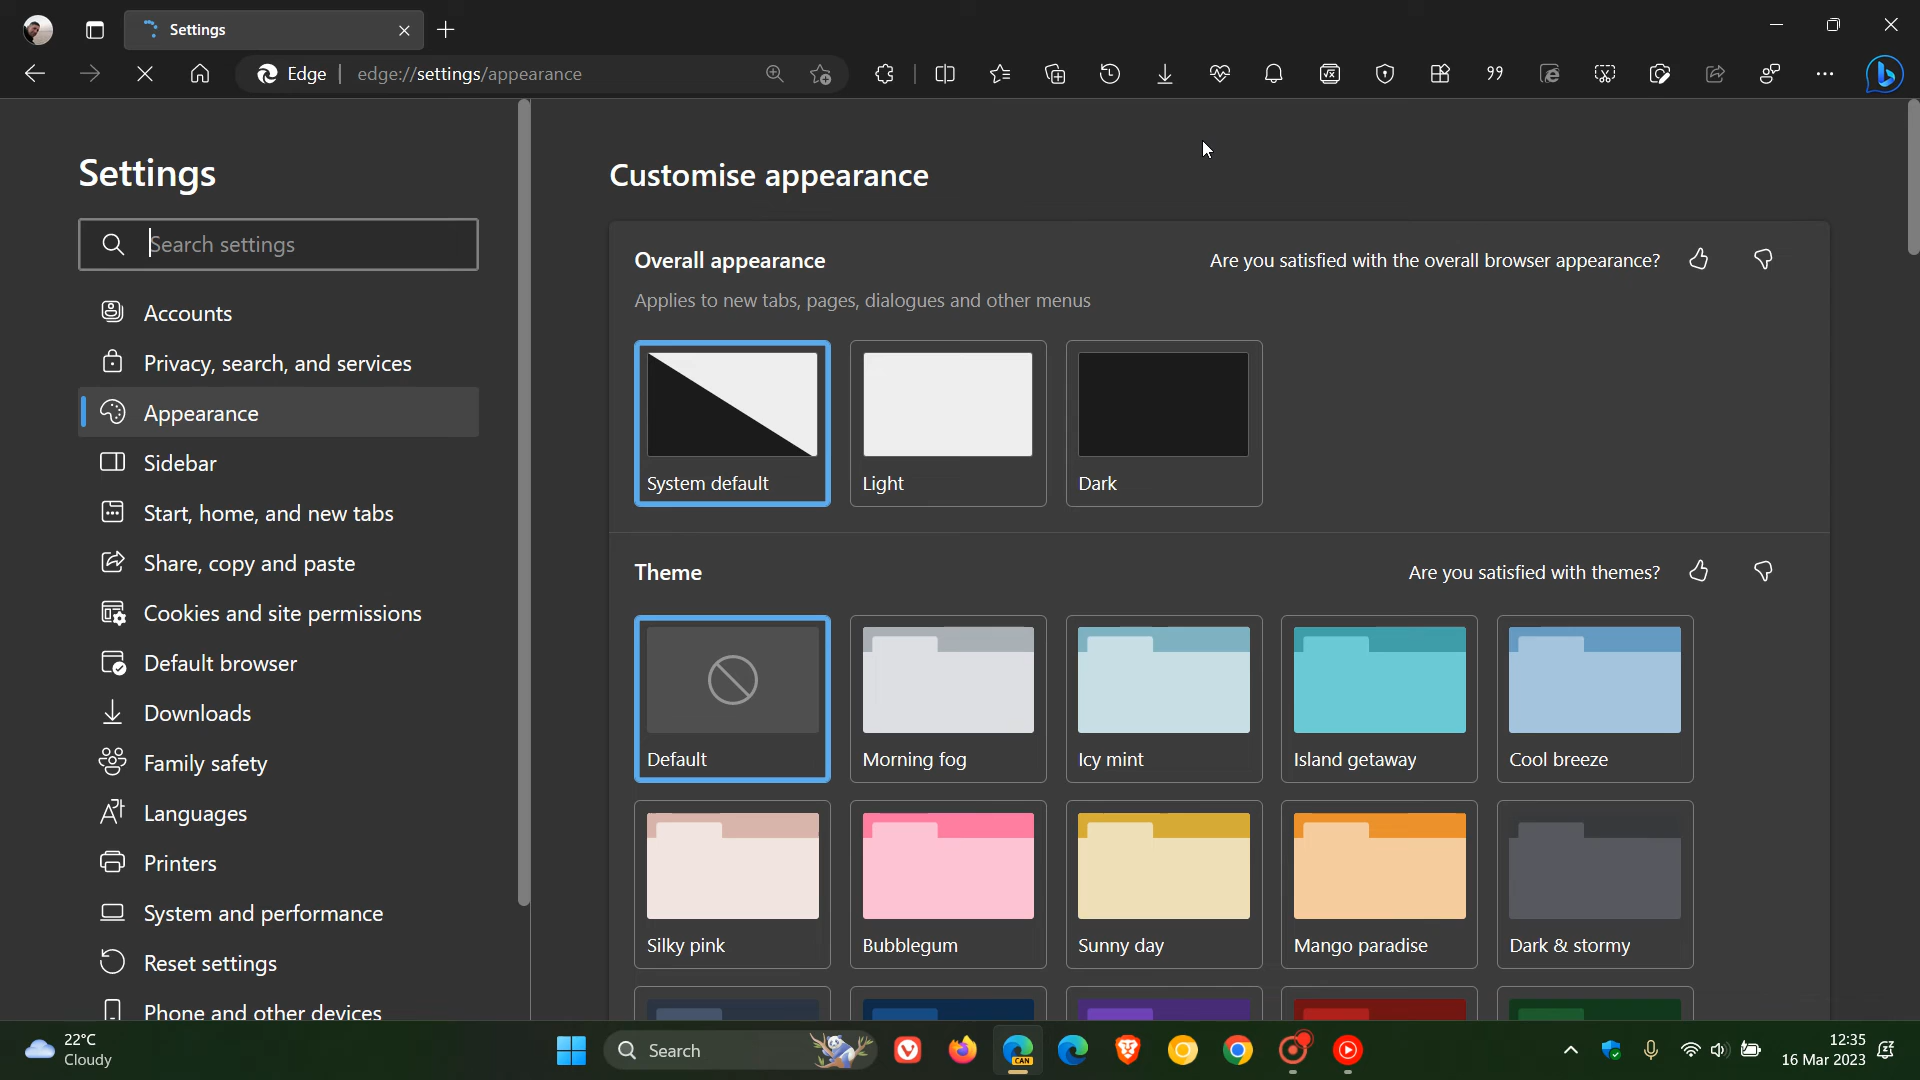 Settings
Edge
edge://settings/appearance
Settings
Search settings
Accounts
Privacy, search, and services
Appearance
Sidebar
Start, home, and new tabs
Share, copy and paste
Cookies and site permissions
Default browser
Downloads
Family safety
Languages
Printers
System and performance
Reset settings
Phone and other devices
Customise appearance
Overall appearance
Are you satisfied with the overall browser appearance?
Applies to new tabs, pages, dialogues and other menus
System default
Light
Dark
Theme
Are you satisfied with themes?
Default
Morning fog
Icy mint
Island getaway
Cool breeze
Silky pink
Bubblegum
Sunny day
Mango paradise
Dark & stormy
22°C
Cloudy
Search
CAN
12:35
16 Mar 2023